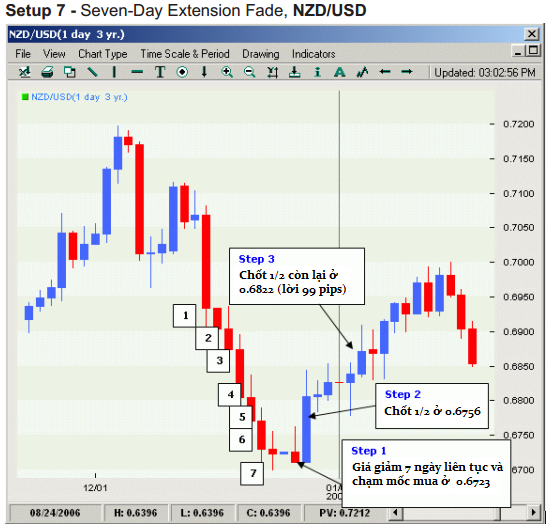 Setup 7 - Seven-Day Extension Fade, NZD/USD
NZD/USD(1 day 3 yr.)
File View Chart Type Time Scale & Period Drawing Indicators
Updated: 03:02:56 PM
NZD/USD(1 day 3 yr.)
0.7200
0.7150
0.7100
0.7050
0.7000
0.6950
0.6900
0.6850
0.6800
0.6750
0.6700
Step 3
Chốt 1/2 còn lại ở
0.6822 (lời 99 pips)
1
2
3
4
5
6
7
Step 2
Chốt 1/2 ở 0.6756
Step 1
Giá giảm 7 ngày liên tục và
chạm mốc mua ở 0.6723
12/01
08/24/2006 H: 0.6396 L: 0.6396 C: 0.6396 PV: 0.7212